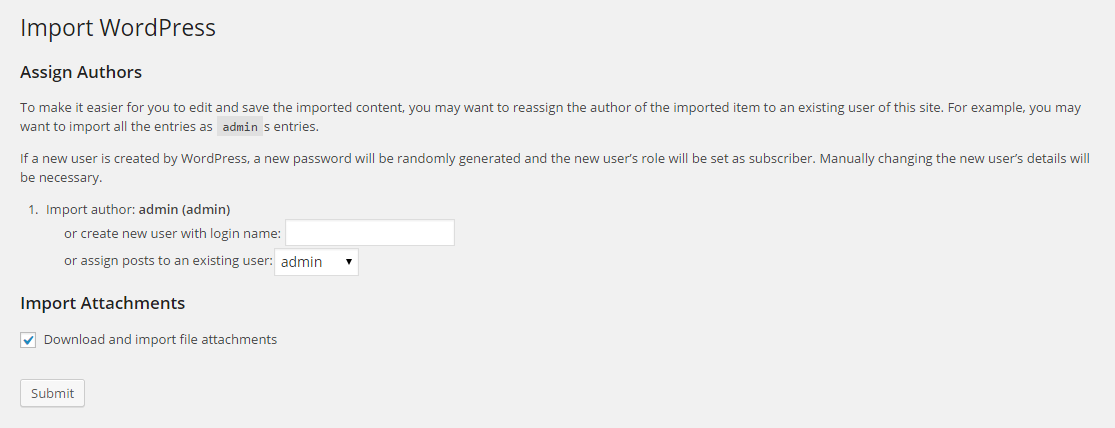 Import WordPress
Assign Authors
To make it easier for you to edit and save the imported content, you may want to reassign the author of the imported item to an existing user of this site. For example, you may
want to import all the entries as admin s entries.
If a new user is created by WordPress, a new password will be randomly generated and the new user’s role will be set as subscriber. Manually changing the new user’s details will
be necessary.
1. Import author: admin (admin)
or create new user with login name:
or assign posts to an existing user: admin
Import Attachments
Download and import file attachments
Submit